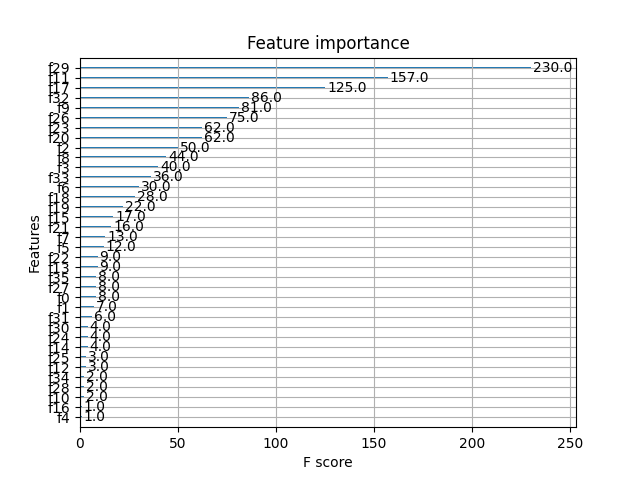 Feature importance
f29 230.0
f11 157.0
f17 125.0
f32 86.0
f9 81.0
f26 75.0
f23 62.0
f20 62.0
f2 50.0
f8 44.0
f3 40.0
f33 36.0
f6 30.0
f18 28.0
f19 22.0
f15 17.0
f21 16.0
f7 13.0
f5 12.0
f22 9.0
f13 9.0
f35 8.0
f27 8.0
f0 8.0
f1 7.0
f31 6.0
f30 4.0
f24 4.0
f14 4.0
f25 3.0
f12 3.0
f34 2.0
f28 2.0
f10 2.0
f16 1.0
f4 1.0
Features
0 50 100 150 200 250
F score